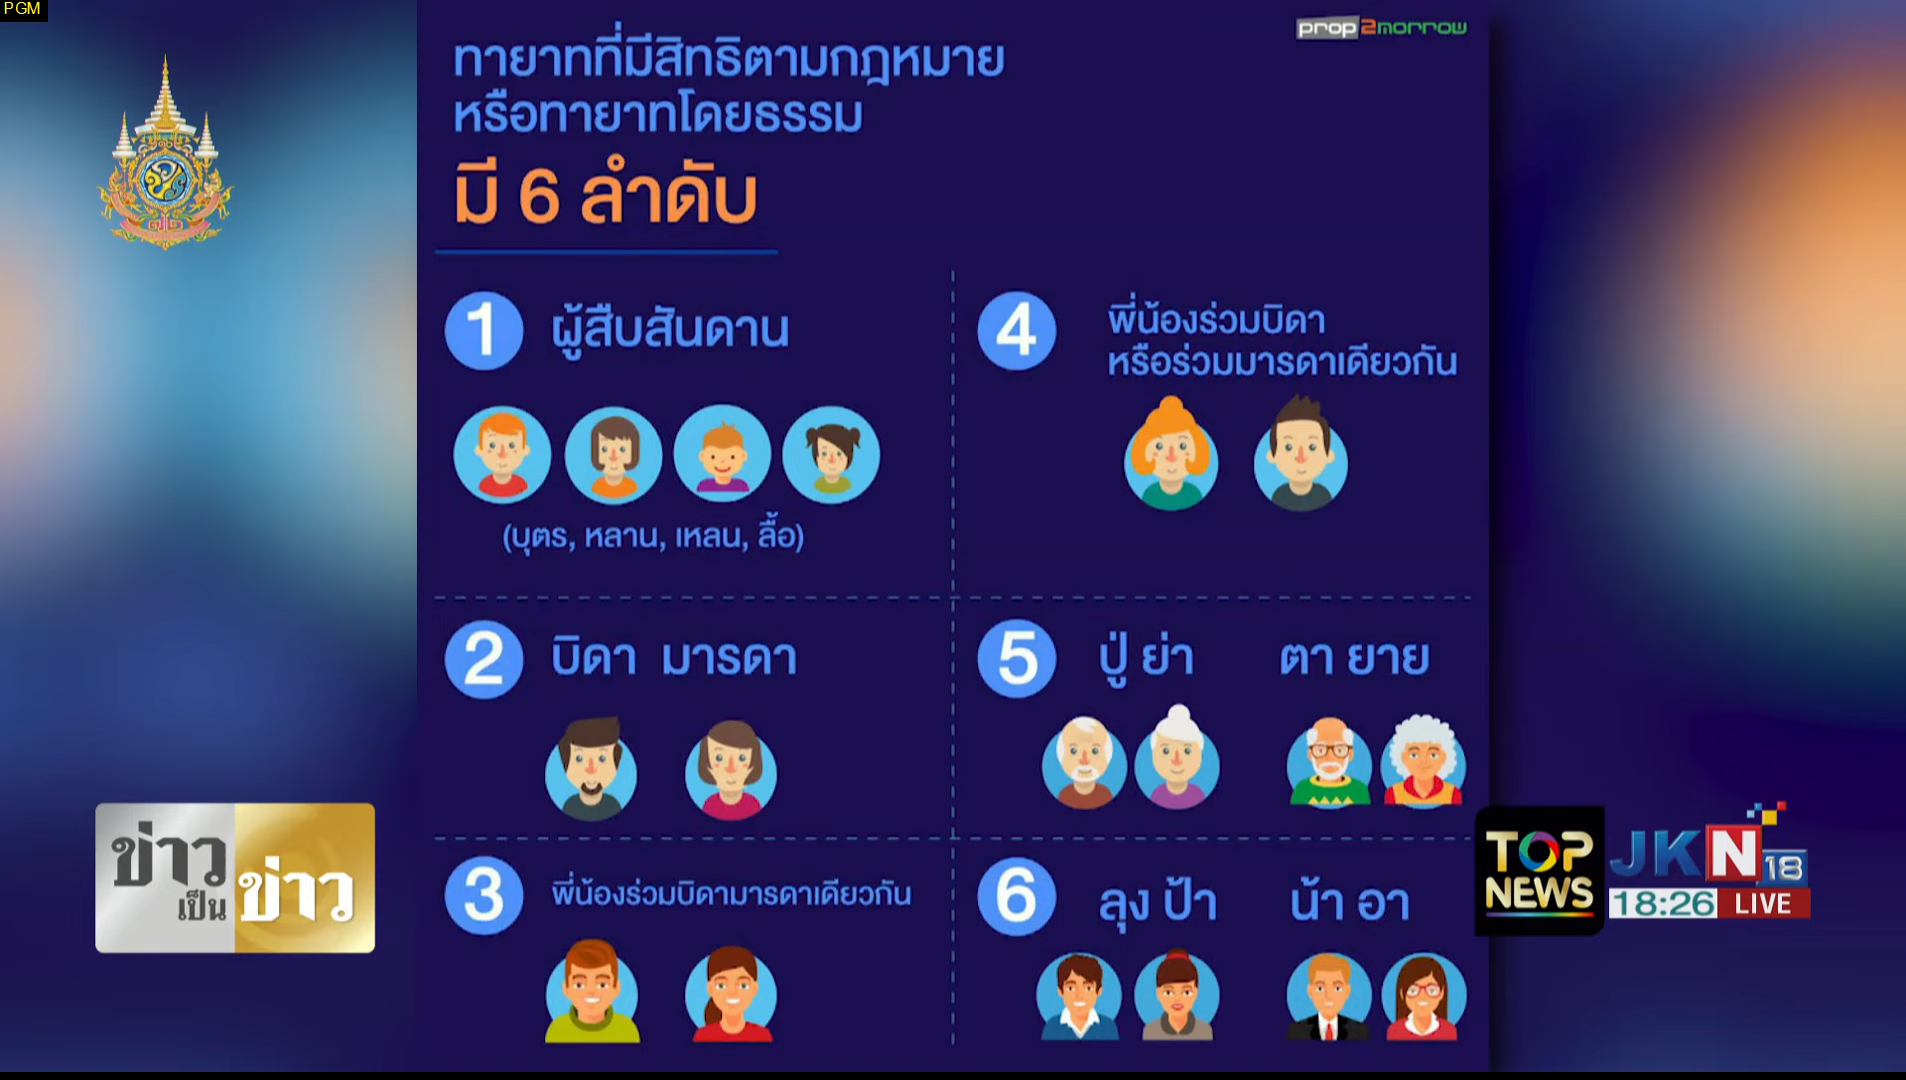 PGM
prop2morrow
ทายาทที่มีสิทธิตามกฎหมาย
หรือทายาทโดยธรรม
มี 6 ลำดับ
1 ผู้สืบสันดาน
(บุตร, หลาน, เหลน, ลื้อ)
2 บิดา มารดา
3 พี่น้องร่วมบิดามารดาเดียวกัน
4 พี่น้องร่วมบิดา
หรือร่วมมารดาเดียวกัน
5 ปู่ ย่า ตา ยาย
6 ลุง ป้า น้า อา
ข่าว
เป็น ข่าว
TOP
NEWS
JKN18
18:26 LIVE